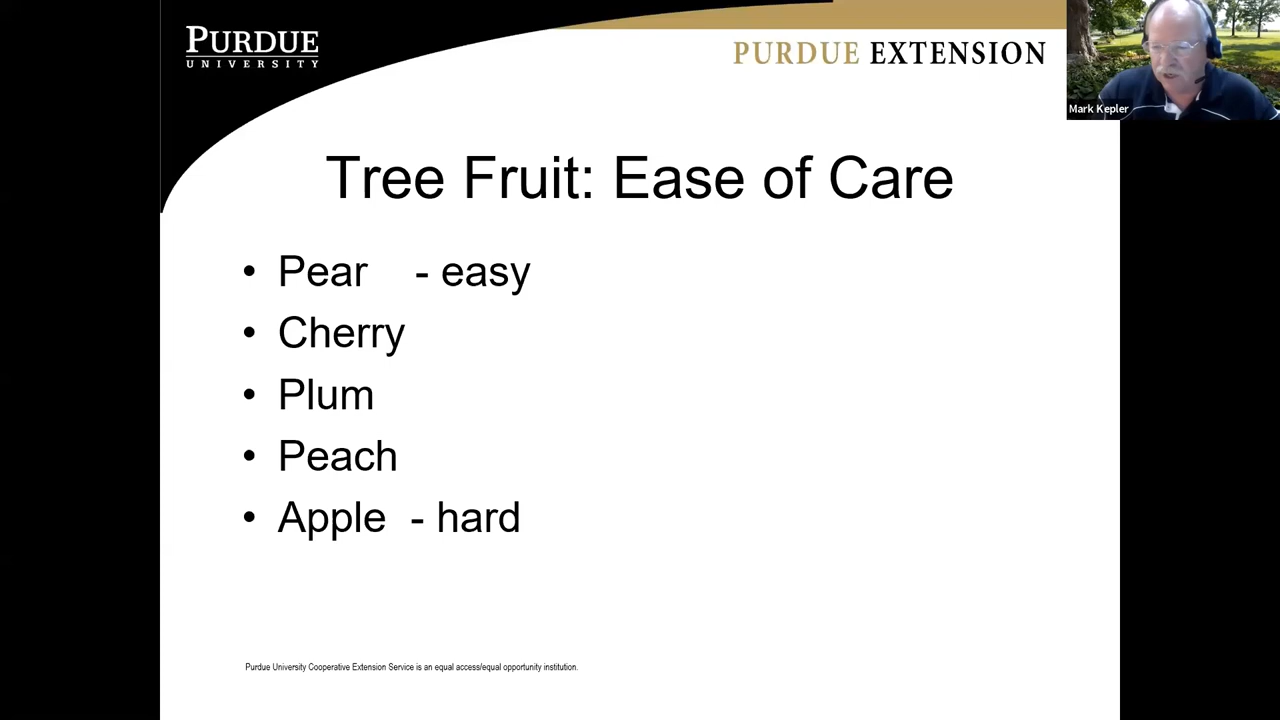 PURDUE
UNIVERSITY
PURDUE EXTENSION
Mark Kepler
Tree Fruit: Ease of Care
• Pear - easy
• Cherry
• Plum
• Peach
• Apple - hard
Purdue University Cooperative Extension Service is an equal access/equal opportunity institution.